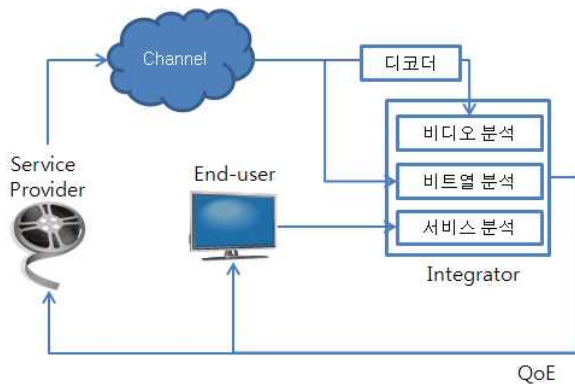 Channel
디코더
비디오 분석
Service
Provider
End-user
비트열 분석
서비스 분석
Integrator
QoE